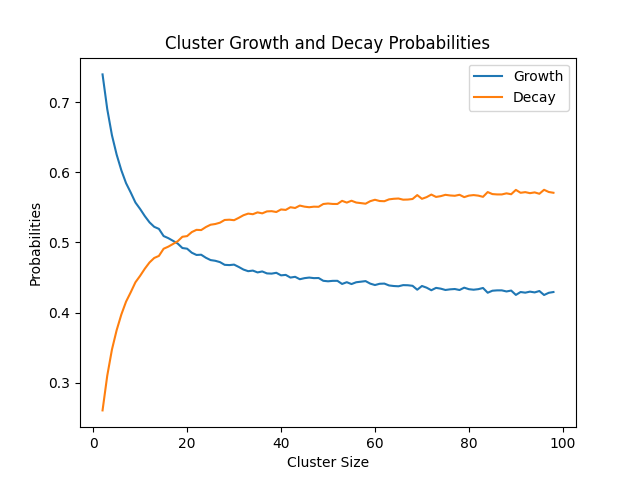 Cluster Growth and Decay Probabilities
Growth
Decay
0.7
0.6
0.5
0.4
0.3
Probabilities
0
20
40
60
80
100
Cluster Size